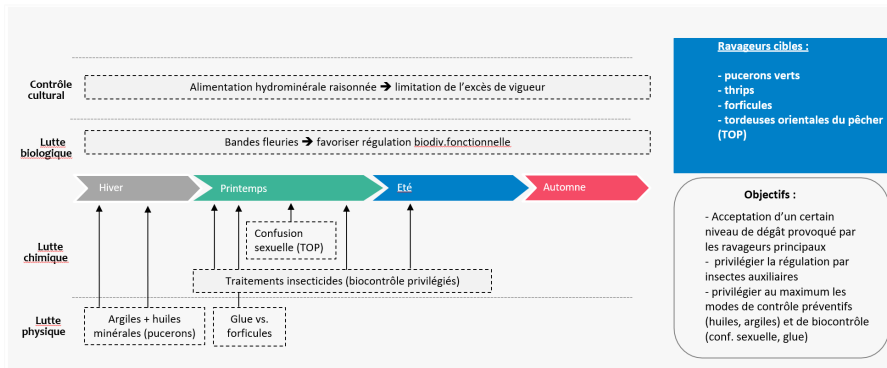 Contrôle
cultural
Alimentation hydrominérale raisonnée ➔ limitation de l'excès de vigueur
Lutte
biologique
Bandes fleuries ➔ favoriser régulation biodiv.fonctionnelle
Hiver
Printemps
Eté
Automne
Lutte
chimique
Confusion
sexuelle (TOP)
Traitements insecticides (biocontrôle privilégiés)
Lutte
physique
Argiles + huiles
minérales (pucerons)
Glue vs.
forficules
Ravageurs cibles :
- pucerons verts
- thrips
- forficules
- tordeuses orientales du pêcher
(TOP)
Objectifs :
- Acceptation d'un certain
niveau de dégât provoqué par
les ravageurs principaux
- privilégier la régulation par
insectes auxiliaires
- privilégier au maximum les
modes de contrôle préventifs
(huiles, argiles) et de biocontrôle
(conf. sexuelle, glue)